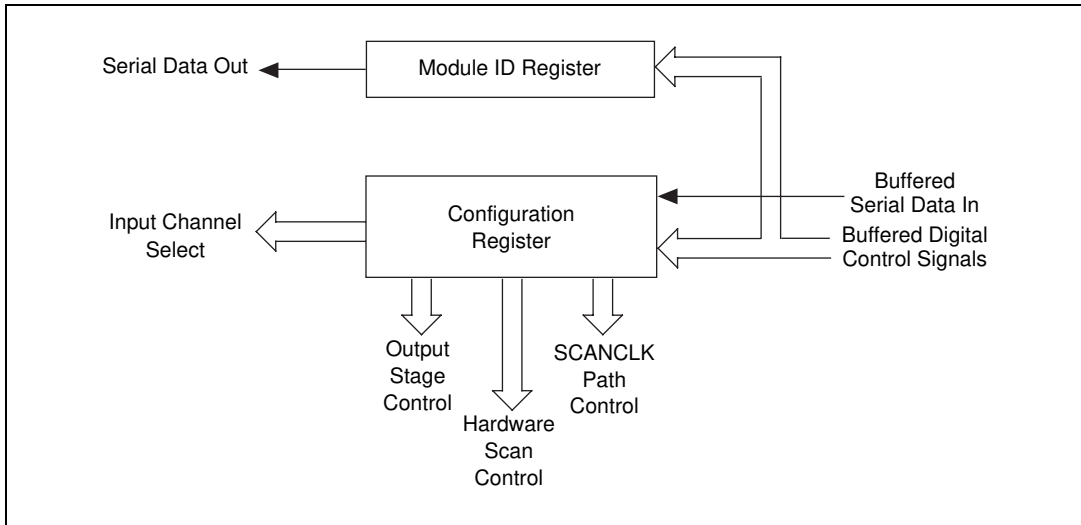 Serial Data Out
Module ID Register
Input Channel
Select
Configuration
Register
Buffered
Serial Data In
Buffered Digital
Control Signals
Output
Stage
Control
Hardware
Scan
Control
SCANCLK
Path
Control